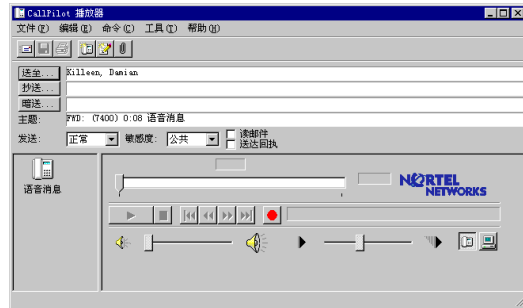 CallPilot 播放器
文件(F) 编辑(E) 命令(C) 工具(T) 帮助(H)
送至... Killeen, Damian
抄送...
暗送...
主题: FWD: (7400) 0:08 语音消息
发送: 正常 敏感度: 公共 读邮件
送达回执
语音消息
NORTEL
NETWORKS